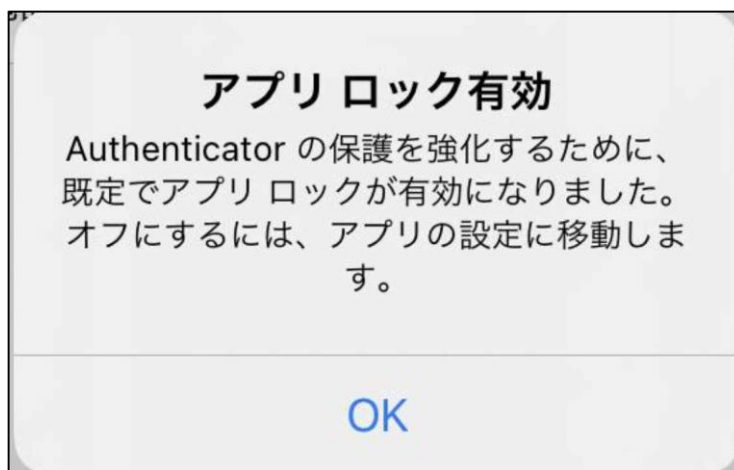 アプリ ロック有効
Authenticator の保護を強化するために、
既定でアプリ ロックが有効になりました。
オフにするには、アプリの設定に移動しま
す。
OK